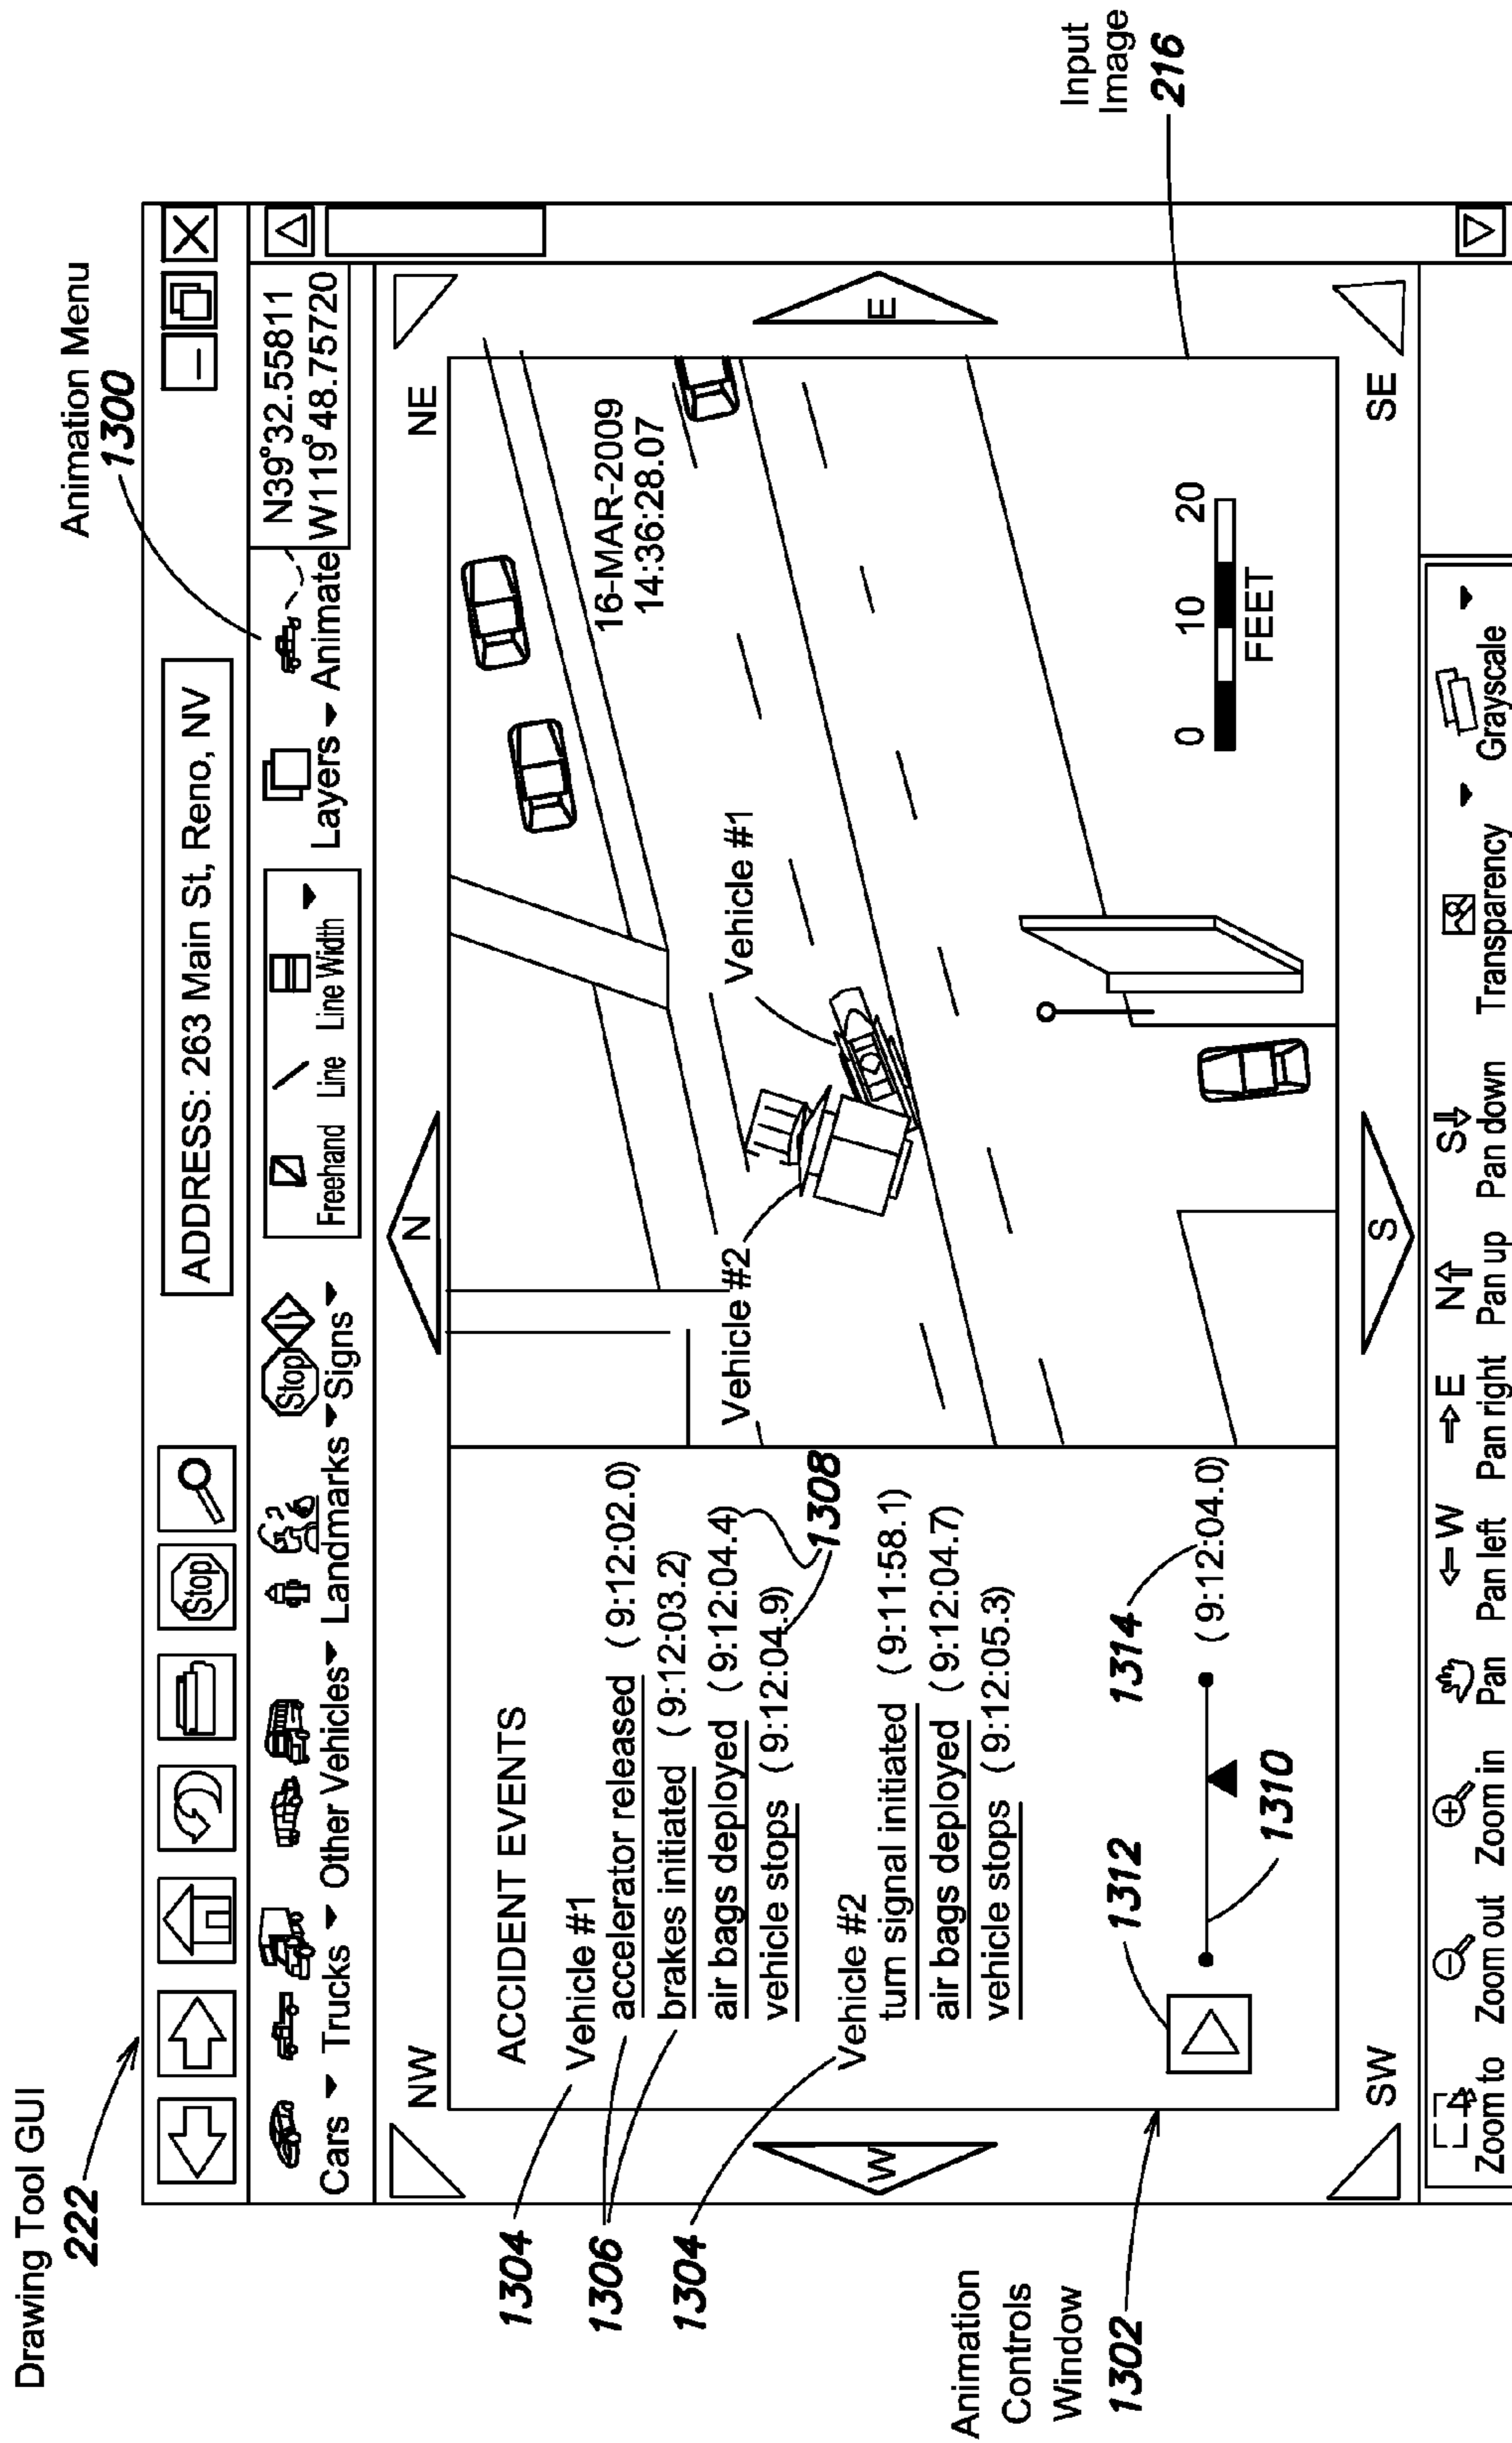 Drawing Tool GUI
222
Animation Menu
1300
ADDRESS: 263 Main St, Reno, NV
Stop
Cars
Trucks
Other Vehicles
Landmarks
Stop
Signs
Freehand
Line
Line Width
Layers
Animate
N39°32.55811
W119°48.75720
NW
N
NE
1304
1306
1304
ACCIDENT EVENTS
Vehicle #1
accelerator released (9:12:02.0)
brakes initiated (9:12:03.2)
air bags deployed (9:12:04.4)
vehicle stops (9:12:04.9)
1308
Vehicle #2
turn signal initiated (9:11:58.1)
air bags deployed (9:12:04.7)
vehicle stops (9:12:05.3)
1312
1314
(9:12:04.0)
1310
Animation
Controls
Window
1302
W
Vehicle #2
Vehicle #1
16-MAR-2009
14:36:28.07
0 10 20
FEET
E
Input
Image
216
SW
S
SE
Zoom to
Zoom out
Zoom in
Pan
W
Pan left
E
Pan right
N
Pan up
S
Pan down
Transparency
Grayscale